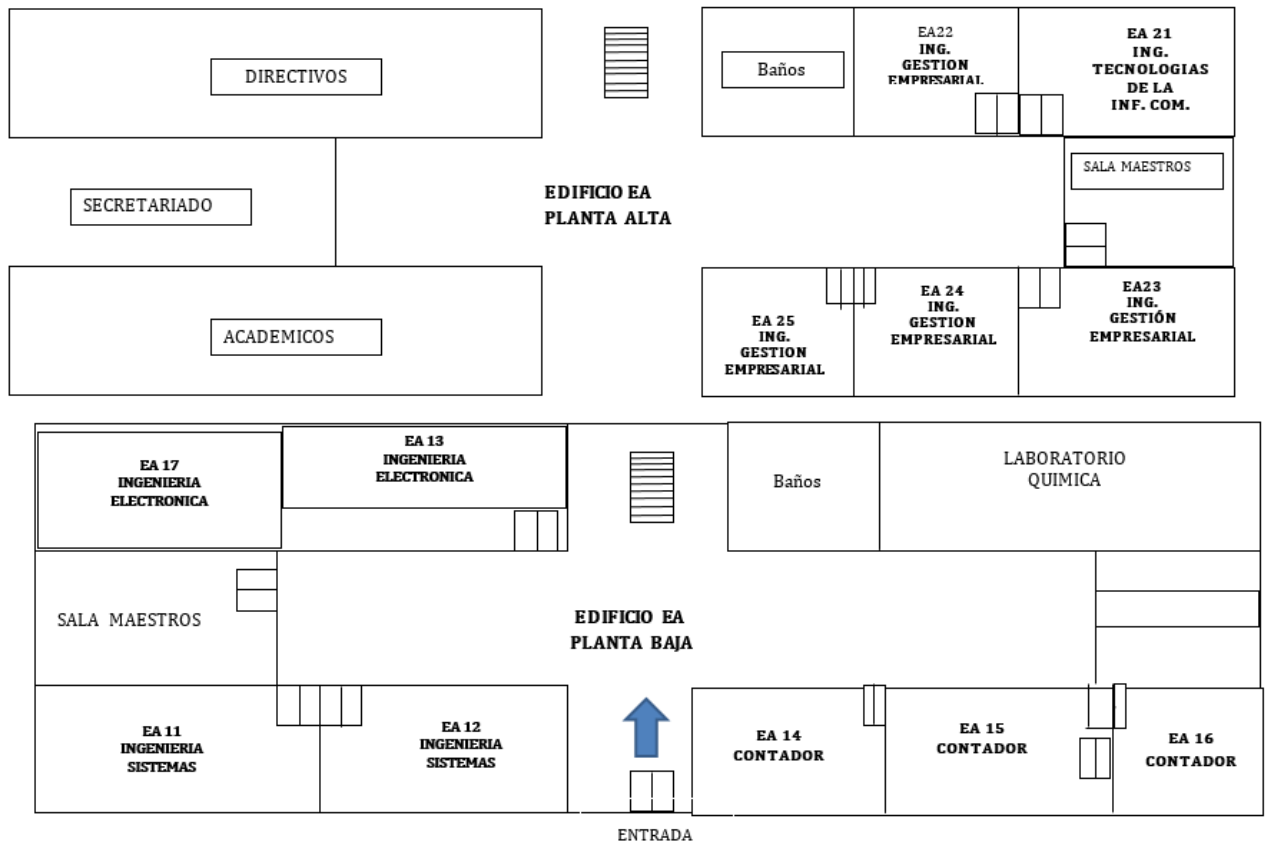 DIRECTIVOS
Baños
EA22
ING.
GESTION
EMPRESARIAL
EA 21
ING.
TECNOLOGIAS
DE LA
INF. COM.
SECRETARIADO
EDIFICIO EA
PLANTA ALTA
SALA MAESTROS
ACADEMICOS
EA 25
ING.
GESTION
EMPRESARIAL
EA 24
ING.
GESTION
EMPRESARIAL
EA23
ING.
GESTIÓN
EMPRESARIAL
EA 17
INGENIERIA
ELECTRONICA
EA 13
INGENIERIA
ELECTRONICA
Baños
LABORATORIO
QUIMICA
SALA MAESTROS
EDIFICIO EA
PLANTA BAJA
EA 11
INGENIERIA
SISTEMAS
EA 12
INGENIERIA
SISTEMAS
EA 14
CONTADOR
EA 15
CONTADOR
EA 16
CONTADOR
ENTRADA